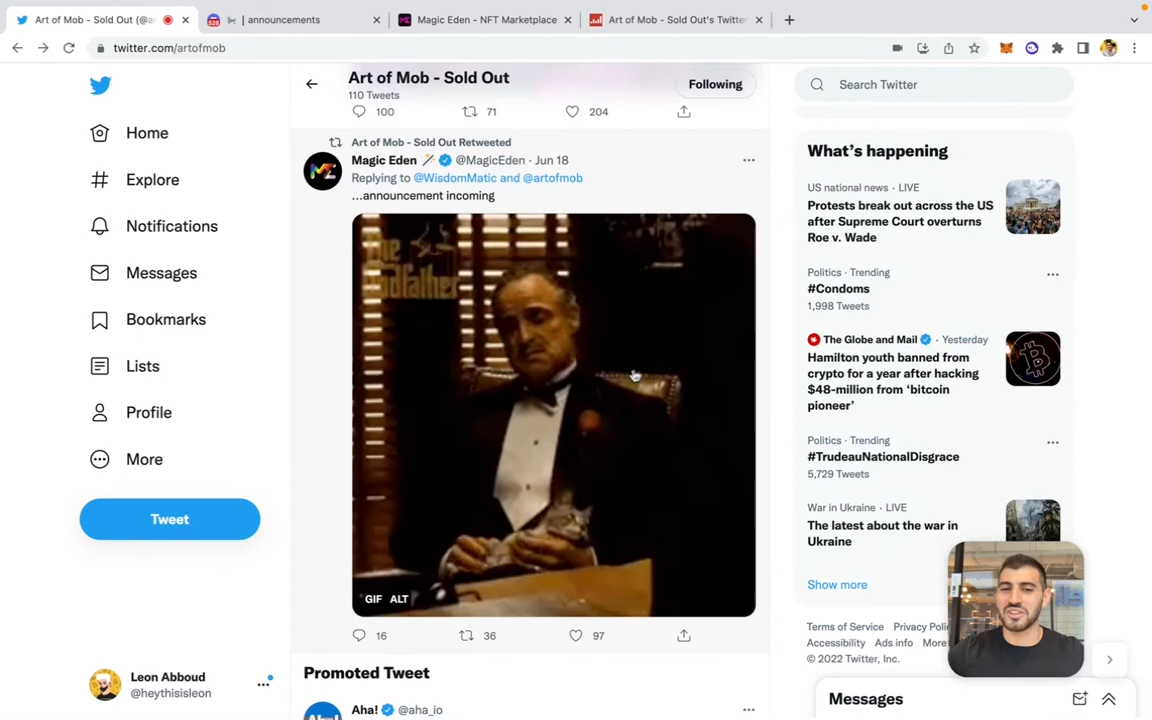 Art of Mob - Sold Out (@a
| announcements
Magic Eden - NFT Marketplace
Art of Mob - Sold Out's Twitter
twitter.com/artofmob
Home
Explore
Notifications
Messages
Bookmarks
Lists
Profile
More
Tweet
Leon Abboud
@heythisisleon
Art of Mob - Sold Out
110 Tweets
Following
100
71
204
Art of Mob - Sold Out Retweeted
Magic Eden @MagicEden · Jun 18
Replying to @WisdomMatic and @artofmob
...announcement incoming
The
Godfather
GIF ALT
16
36
97
Promoted Tweet
Aha! @aha_io
Search Twitter
What's happening
US national news · LIVE
Protests break out across the US
after Supreme Court overturns
Roe v. Wade
Politics · Trending
#Condoms
1,998 Tweets
The Globe and Mail · Yesterday
Hamilton youth banned from
crypto for a year after hacking
$48-million from 'bitcoin
pioneer'
Politics · Trending
#TrudeauNationalDisgrace
5,729 Tweets
War in Ukraine · LIVE
The latest about the war in
Ukraine
Show more
Terms of Service Privacy Poli
Accessibility Ads info More
© 2022 Twitter, Inc.
Messages